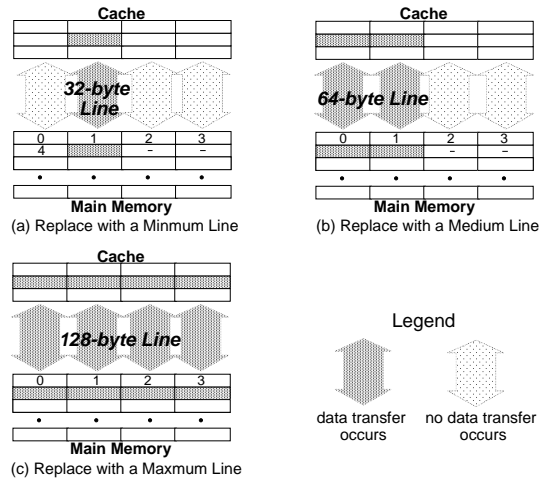 Cache
32-byte
Line
0 1 2 3
4 – –
Main Memory
(a) Replace with a Minmum Line
Cache
64-byte Line
0 1 2 3
– –
Main Memory
(b) Replace with a Medium Line
Cache
128-byte Line
0 1 2 3
Main Memory
(c) Replace with a Maxmum Line
Legend
data transfer
occurs
no data transfer
occurs